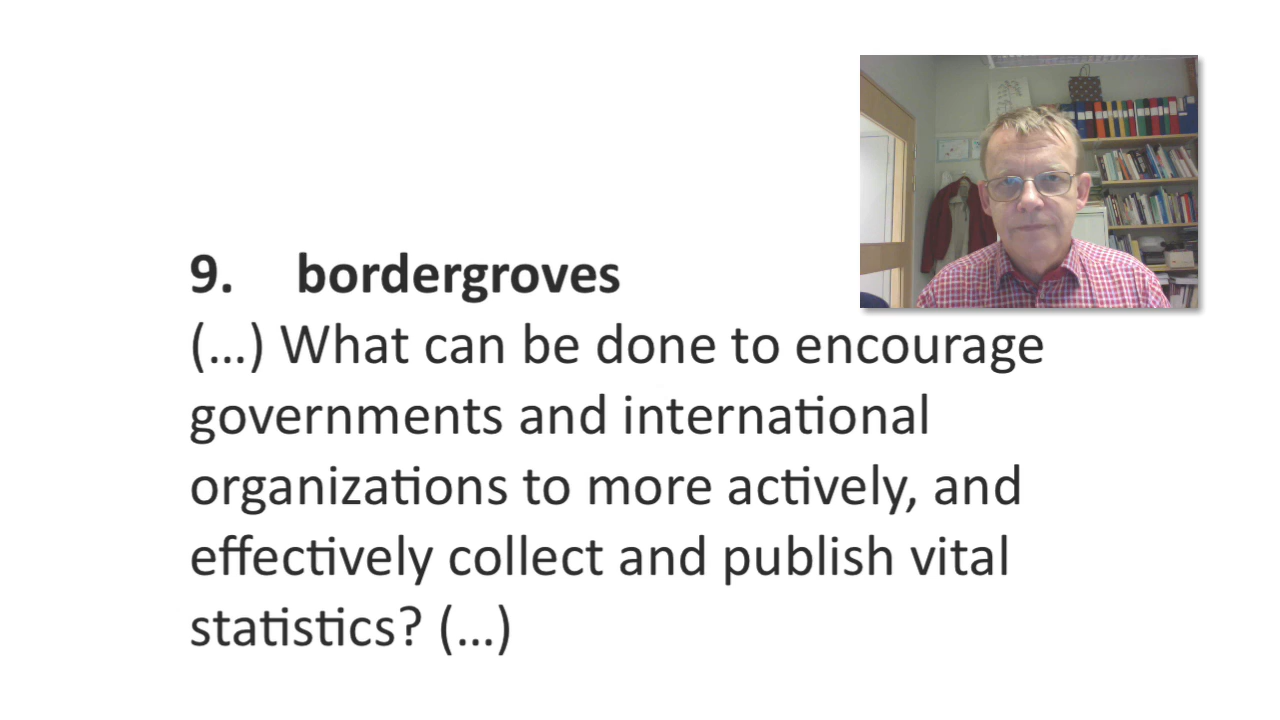 9. bordergroves
(...) What can be done to encourage
governments and international
organizations to more actively, and
effectively collect and publish vital
statistics? (...)